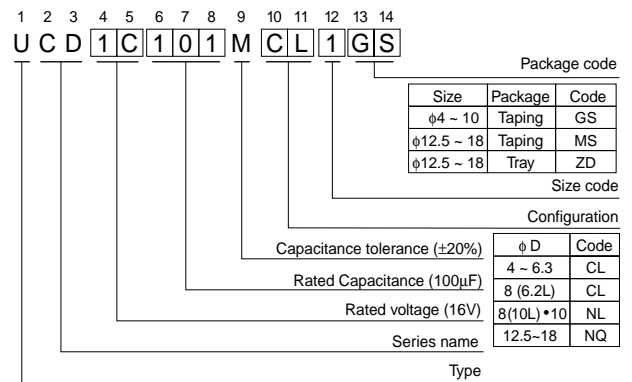 1 2 3 4 5 6 7 8 9 10 11 12 13 14
U C D 1 C 1 0 1 M C L 1 G S
Package code
Size Package Code
ϕ4 ~ 10 Taping GS
ϕ12.5 ~ 18 Taping MS
ϕ12.5 ~ 18 Tray ZD
Size code
Configuration
ϕ D Code
4 ~ 6.3 CL
8 (6.2L) CL
8(10L)•10 NL
12.5~18 NQ
Capacitance tolerance (±20%)
Rated Capacitance (100µF)
Rated voltage (16V)
Series name
Type